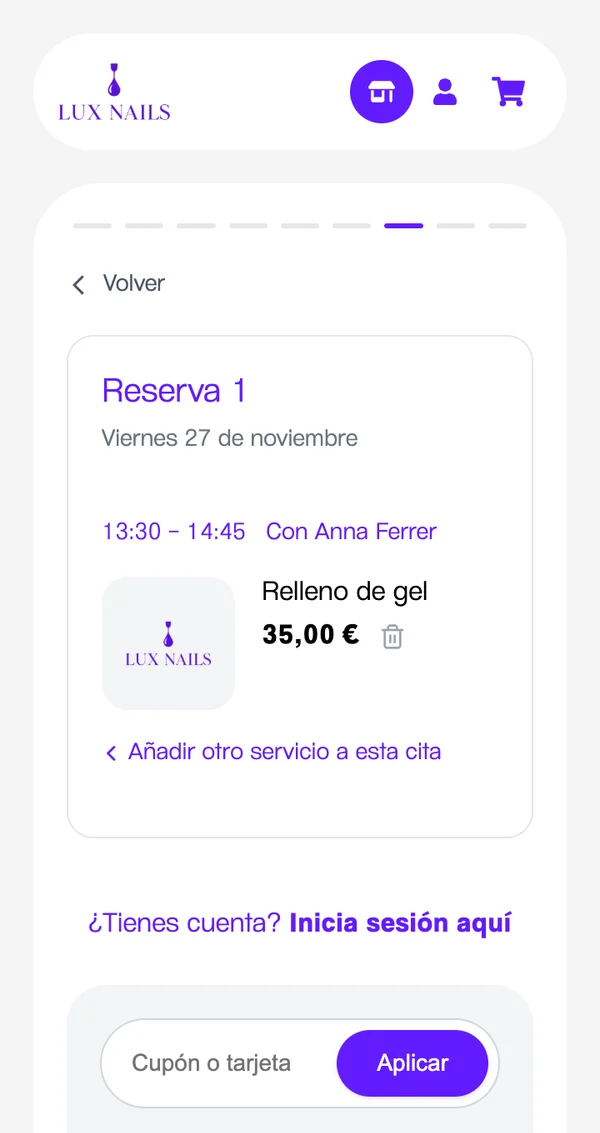 LUX NAILS
Volver
Reserva 1
Viernes 27 de noviembre
13:30 - 14:45 Con Anna Ferrer
Relleno de gel
35,00 €
LUX NAILS
Añadir otro servicio a esta cita
¿Tienes cuenta? Inicia sesión aquí
Cupón o tarjeta Aplicar